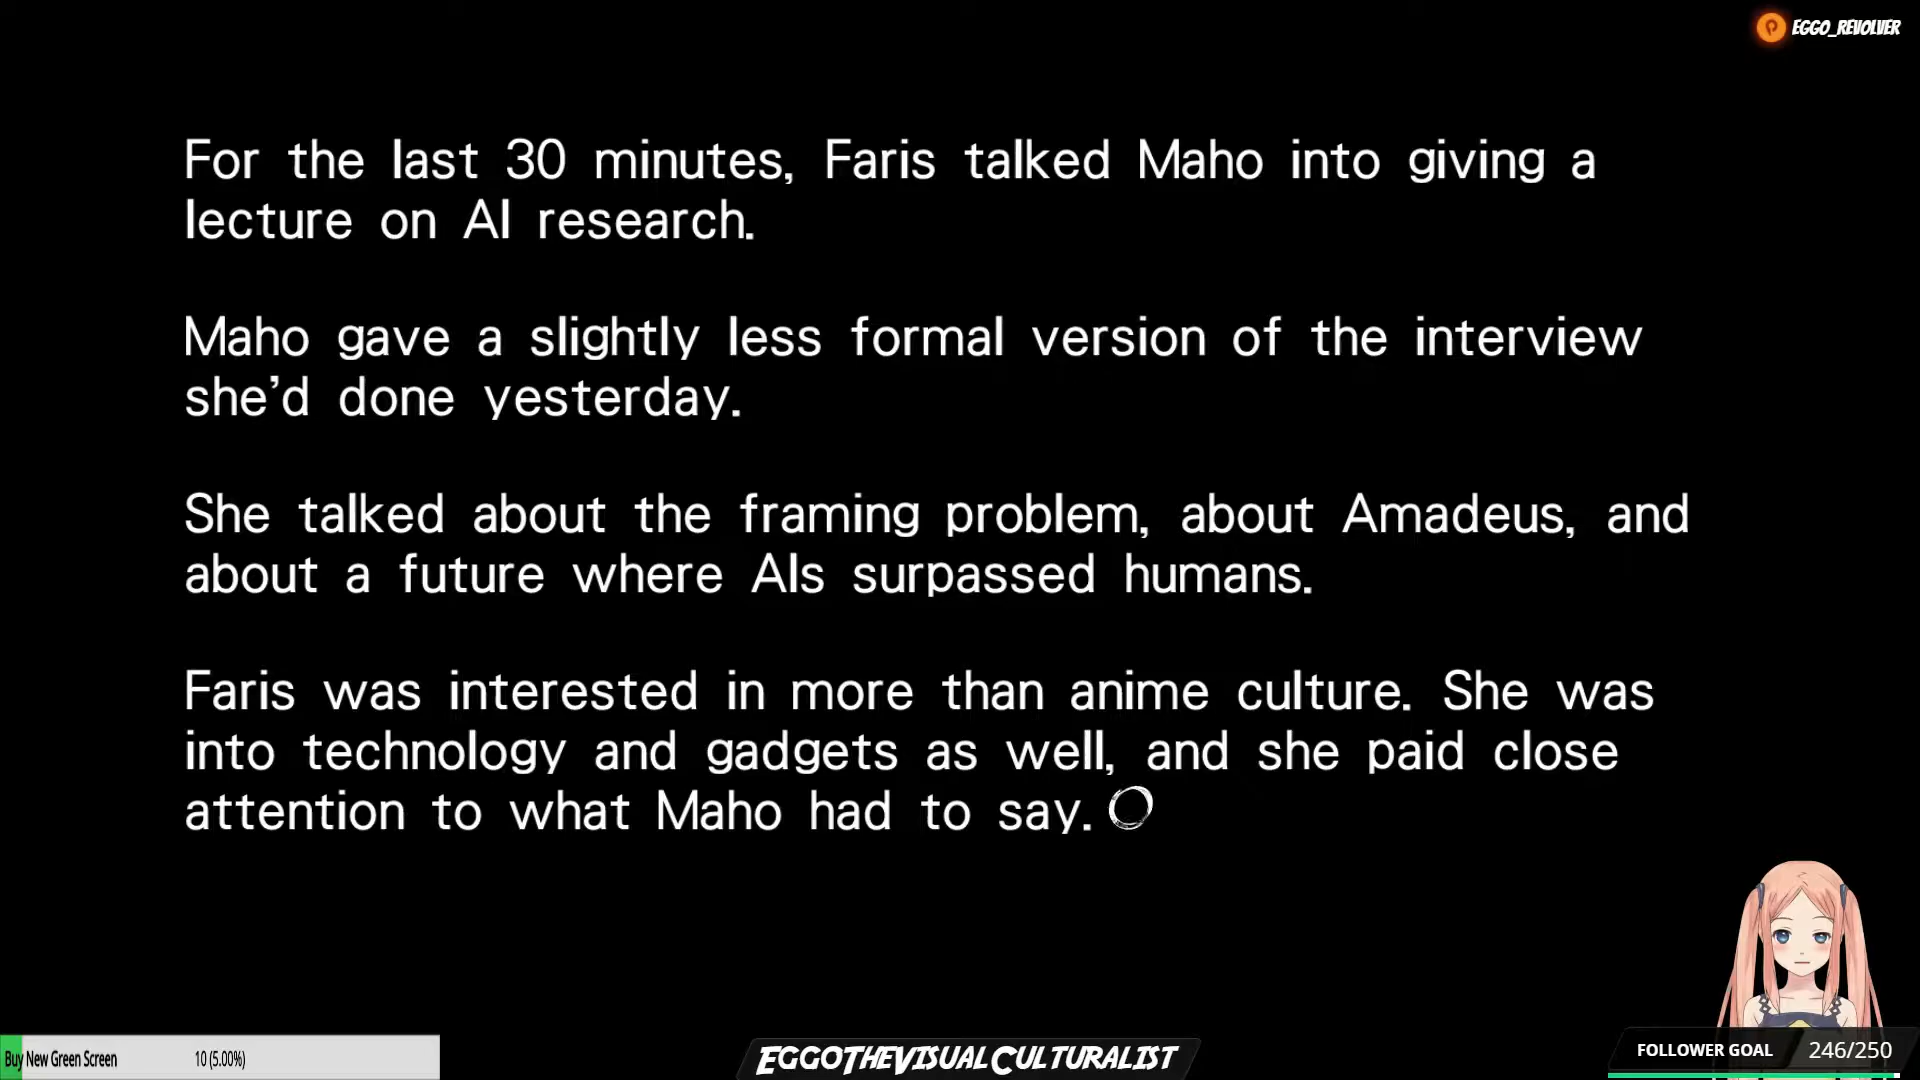 EGGO_REVOLVER
For the last 30 minutes, Faris talked Maho into giving a
lecture on AI research.
Maho gave a slightly less formal version of the interview
she'd done yesterday.
She talked about the framing problem, about Amadeus, and
about a future where AIs surpassed humans.
Faris was interested in more than anime culture. She was
into technology and gadgets as well, and she paid close
attention to what Maho had to say.
Buy New Green Screen 10 (5.00%)
EGGOTHEVISUALCULTURALIST
FOLLOWER GOAL 246/250